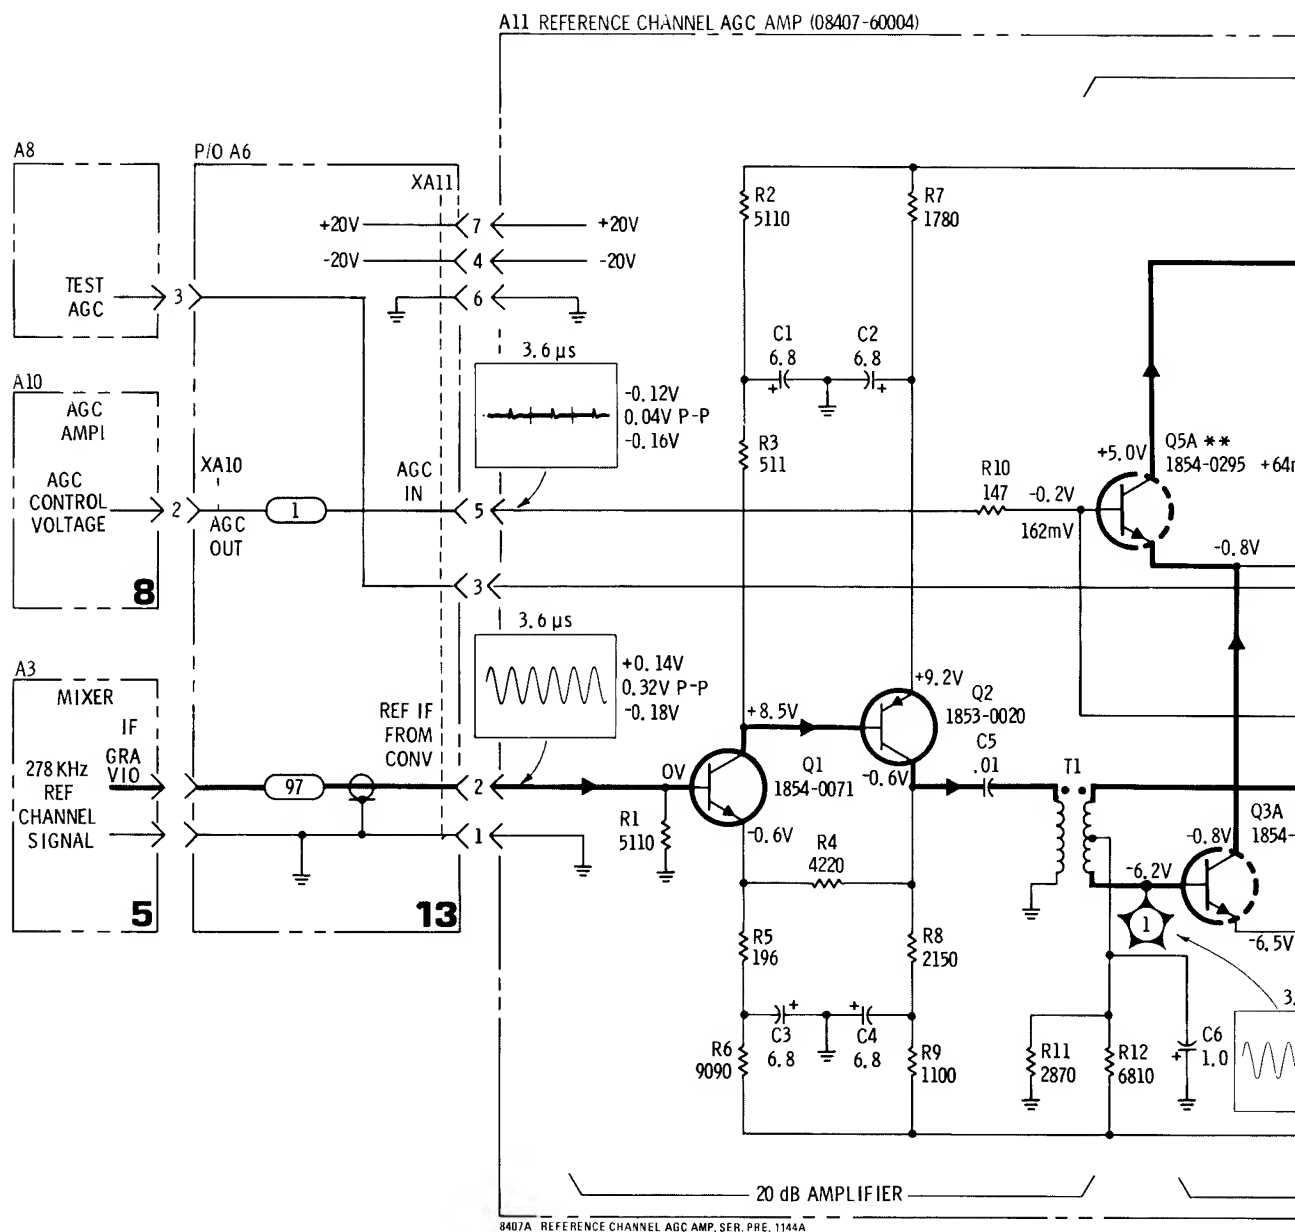 A11 REFERENCE CHANNEL AGC AMP (08407-60004)
A8
TEST
AGC
3
P/O A6
XA11
+20V
7
+20V
-20V
4
-20V
6
A10
AGC
AMPL
AGC
CONTROL
VOLTAGE
2
XA10
AGC
OUT
1
AGC
IN
5
8
3
3.6 µs
-0.12V
0.04V P-P
-0.16V
3.6 µs
+0.14V
0.32V P-P
-0.18V
A3
MIXER
IF
GRA
VIO
278 KHz
REF
CHANNEL
SIGNAL
97
REF IF
FROM
CONV
2
1
5
13
R2
5110
R7
1780
C1
6.8
+
C2
6.8
+
R3
511
R10
147
-0.2V
162mV
+5.0V
Q5A **
1854-0295
+64m
-0.8V
+9.2V
Q2
1853-0020
+8.5V
0V
Q1
1854-0071
-0.6V
C5
.01
T1
R1
5110
-0.6V
R4
4220
Q3A
1854-
-0.8V
-6.2V
1
-6.5V
R5
196
R8
2150
C3
6.8
+
C4
6.8
+
R6
9090
R9
1100
R11
2870
R12
6810
C6
1.0
+
3.
20 dB AMPLIFIER
8407A REFERENCE CHANNEL AGC AMP, SER. PRE. 1144A